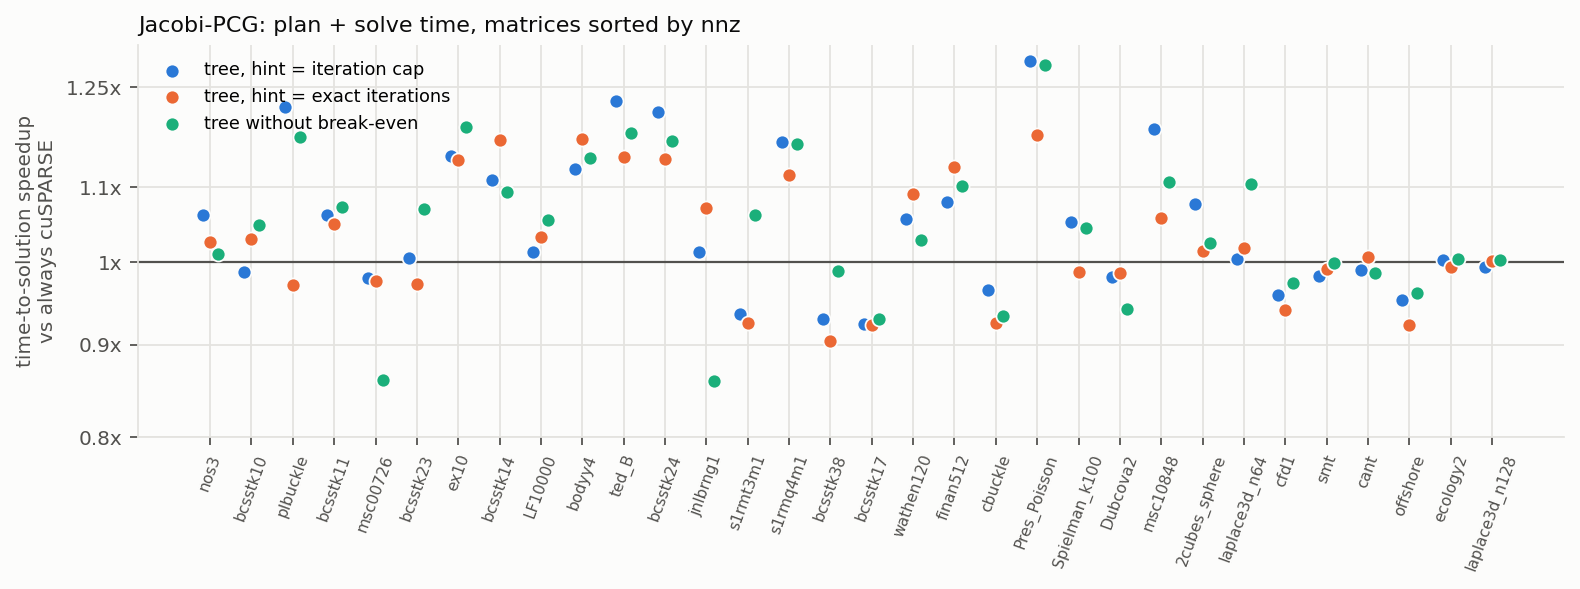 Jacobi-PCG: plan + solve time, matrices sorted by nnz
tree, hint = iteration cap
tree, hint = exact iterations
tree without break-even
time-to-solution speedup
vs always cuSPARSE
1.25x
1.1x
1x
0.9x
0.8x
nos3
bcsstk10
plbuckle
bcsstk11
msc00726
bcsstk23
ex10
bcsstk14
LF10000
bodyy4
ted_B
bcsstk24
jnlbrng1
s1rmt3m1
s1rmq4m1
bcsstk38
bcsstk17
wathen120
finan512
cbuckle
Pres_Poisson
Spielman_k100
Dubcova2
msc10848
2cubes_sphere
laplace3d_n64
cfd1
smt
cant
offshore
ecology2
laplace3d_n128